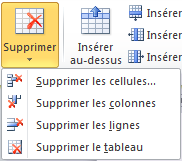 Supprimer
Insérer
au-dessus
Insérer
Insérer
Insérer
Supprimer les cellules...
Supprimer les colonnes
Supprimer les lignes
Supprimer le tableau